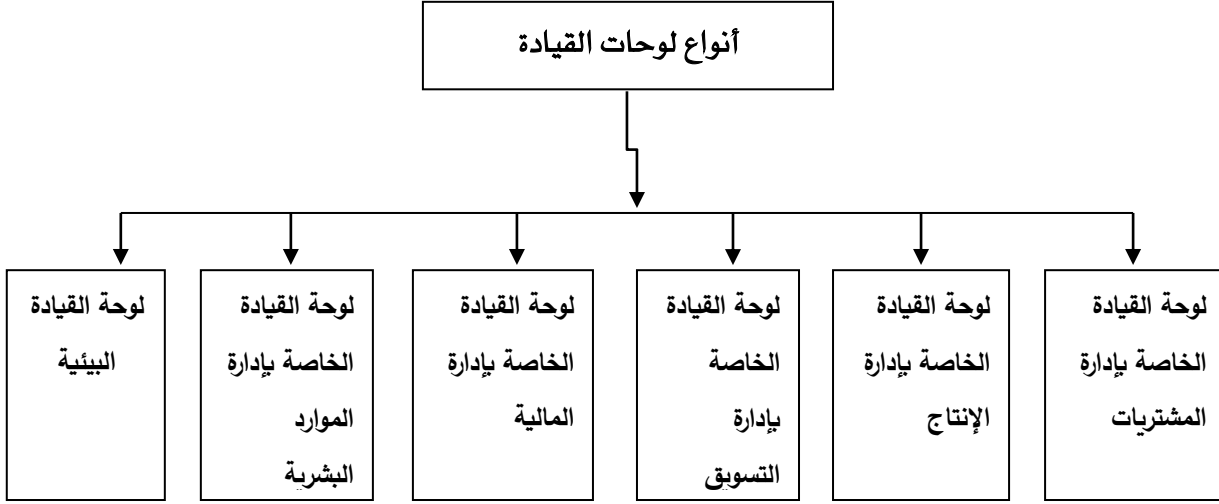 أنواع لوحات القيادة
لوحة القيادة
الخاصة بإدارة
المشتريات
لوحة القيادة
الخاصة بإدارة
الإنتاج
لوحة القيادة
الخاصة
بإدارة
التسويق
لوحة القيادة
الخاصة بإدارة
المالية
لوحة القيادة
الخاصة بإدارة
الموارد
البشرية
لوحة القيادة
البيئية